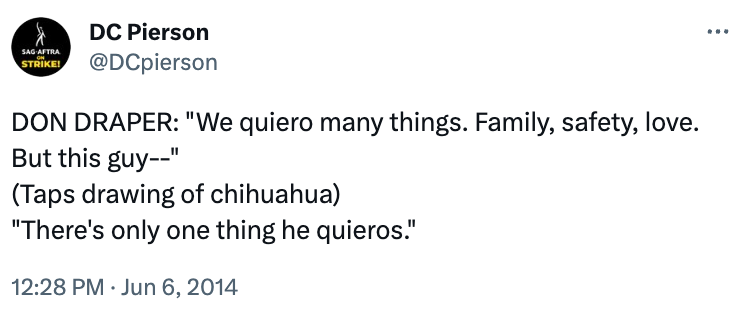 DC Pierson
@DCpierson
SAG-AFTRA
ON
STRIKE!
DON DRAPER: "We quiero many things. Family, safety, love.
But this guy--"
(Taps drawing of chihuahua)
"There's only one thing he quieros."
12:28 PM · Jun 6, 2014